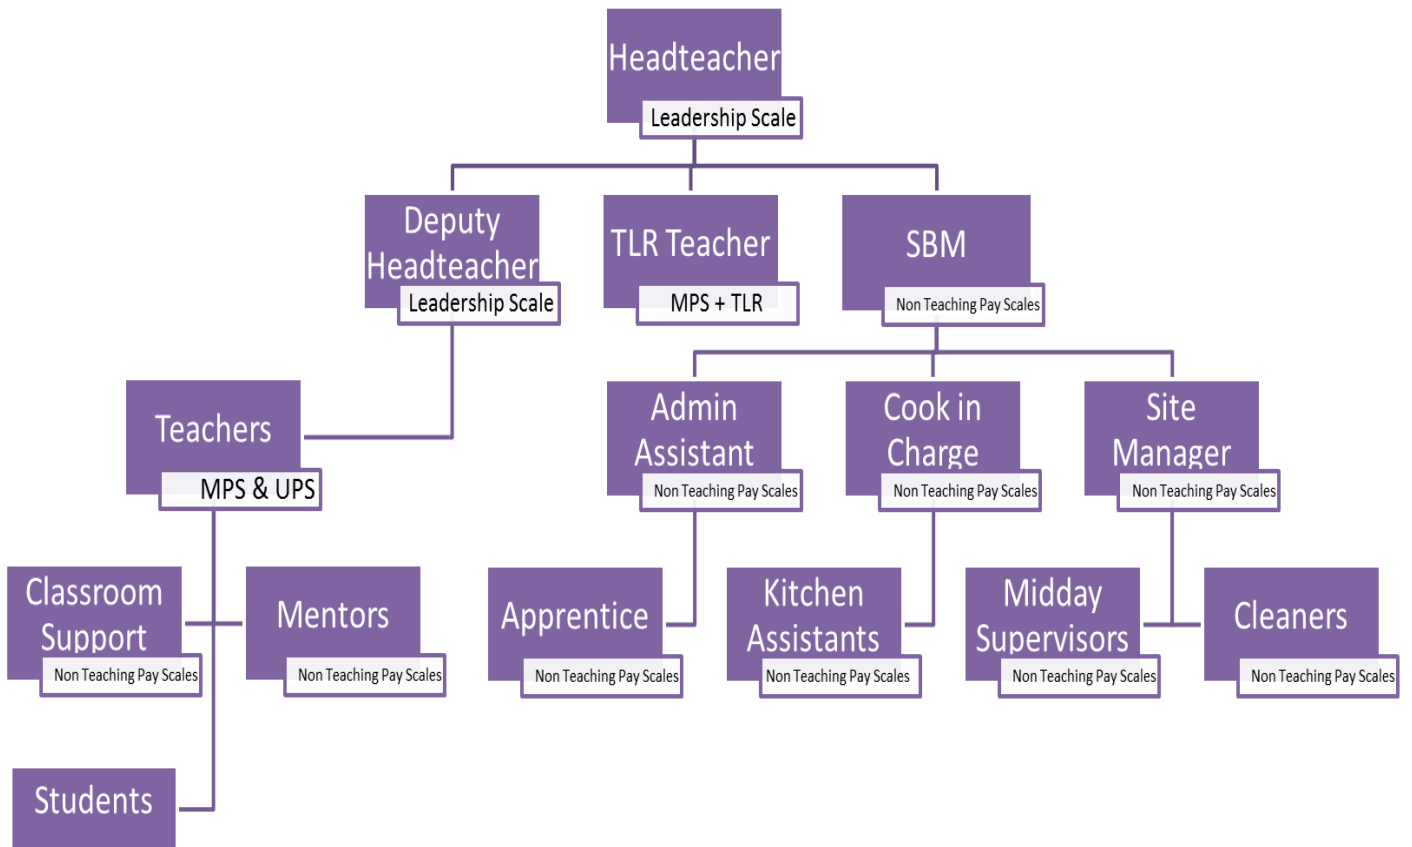 Headteacher
Leadership Scale
Deputy
Headteacher
Leadership Scale
TLR Teacher
MPS + TLR
SBM
Non Teaching Pay Scales
Teachers
MPS & UPS
Admin
Assistant
Non Teaching Pay Scales
Cook in
Charge
Non Teaching Pay Scales
Site
Manager
Non Teaching Pay Scales
Classroom
Support
Non Teaching Pay Scales
Mentors
Non Teaching Pay Scales
Apprentice
Non Teaching Pay Scales
Kitchen
Assistants
Non Teaching Pay Scales
Midday
Supervisors
Non Teaching Pay Scales
Cleaners
Non Teaching Pay Scales
Students